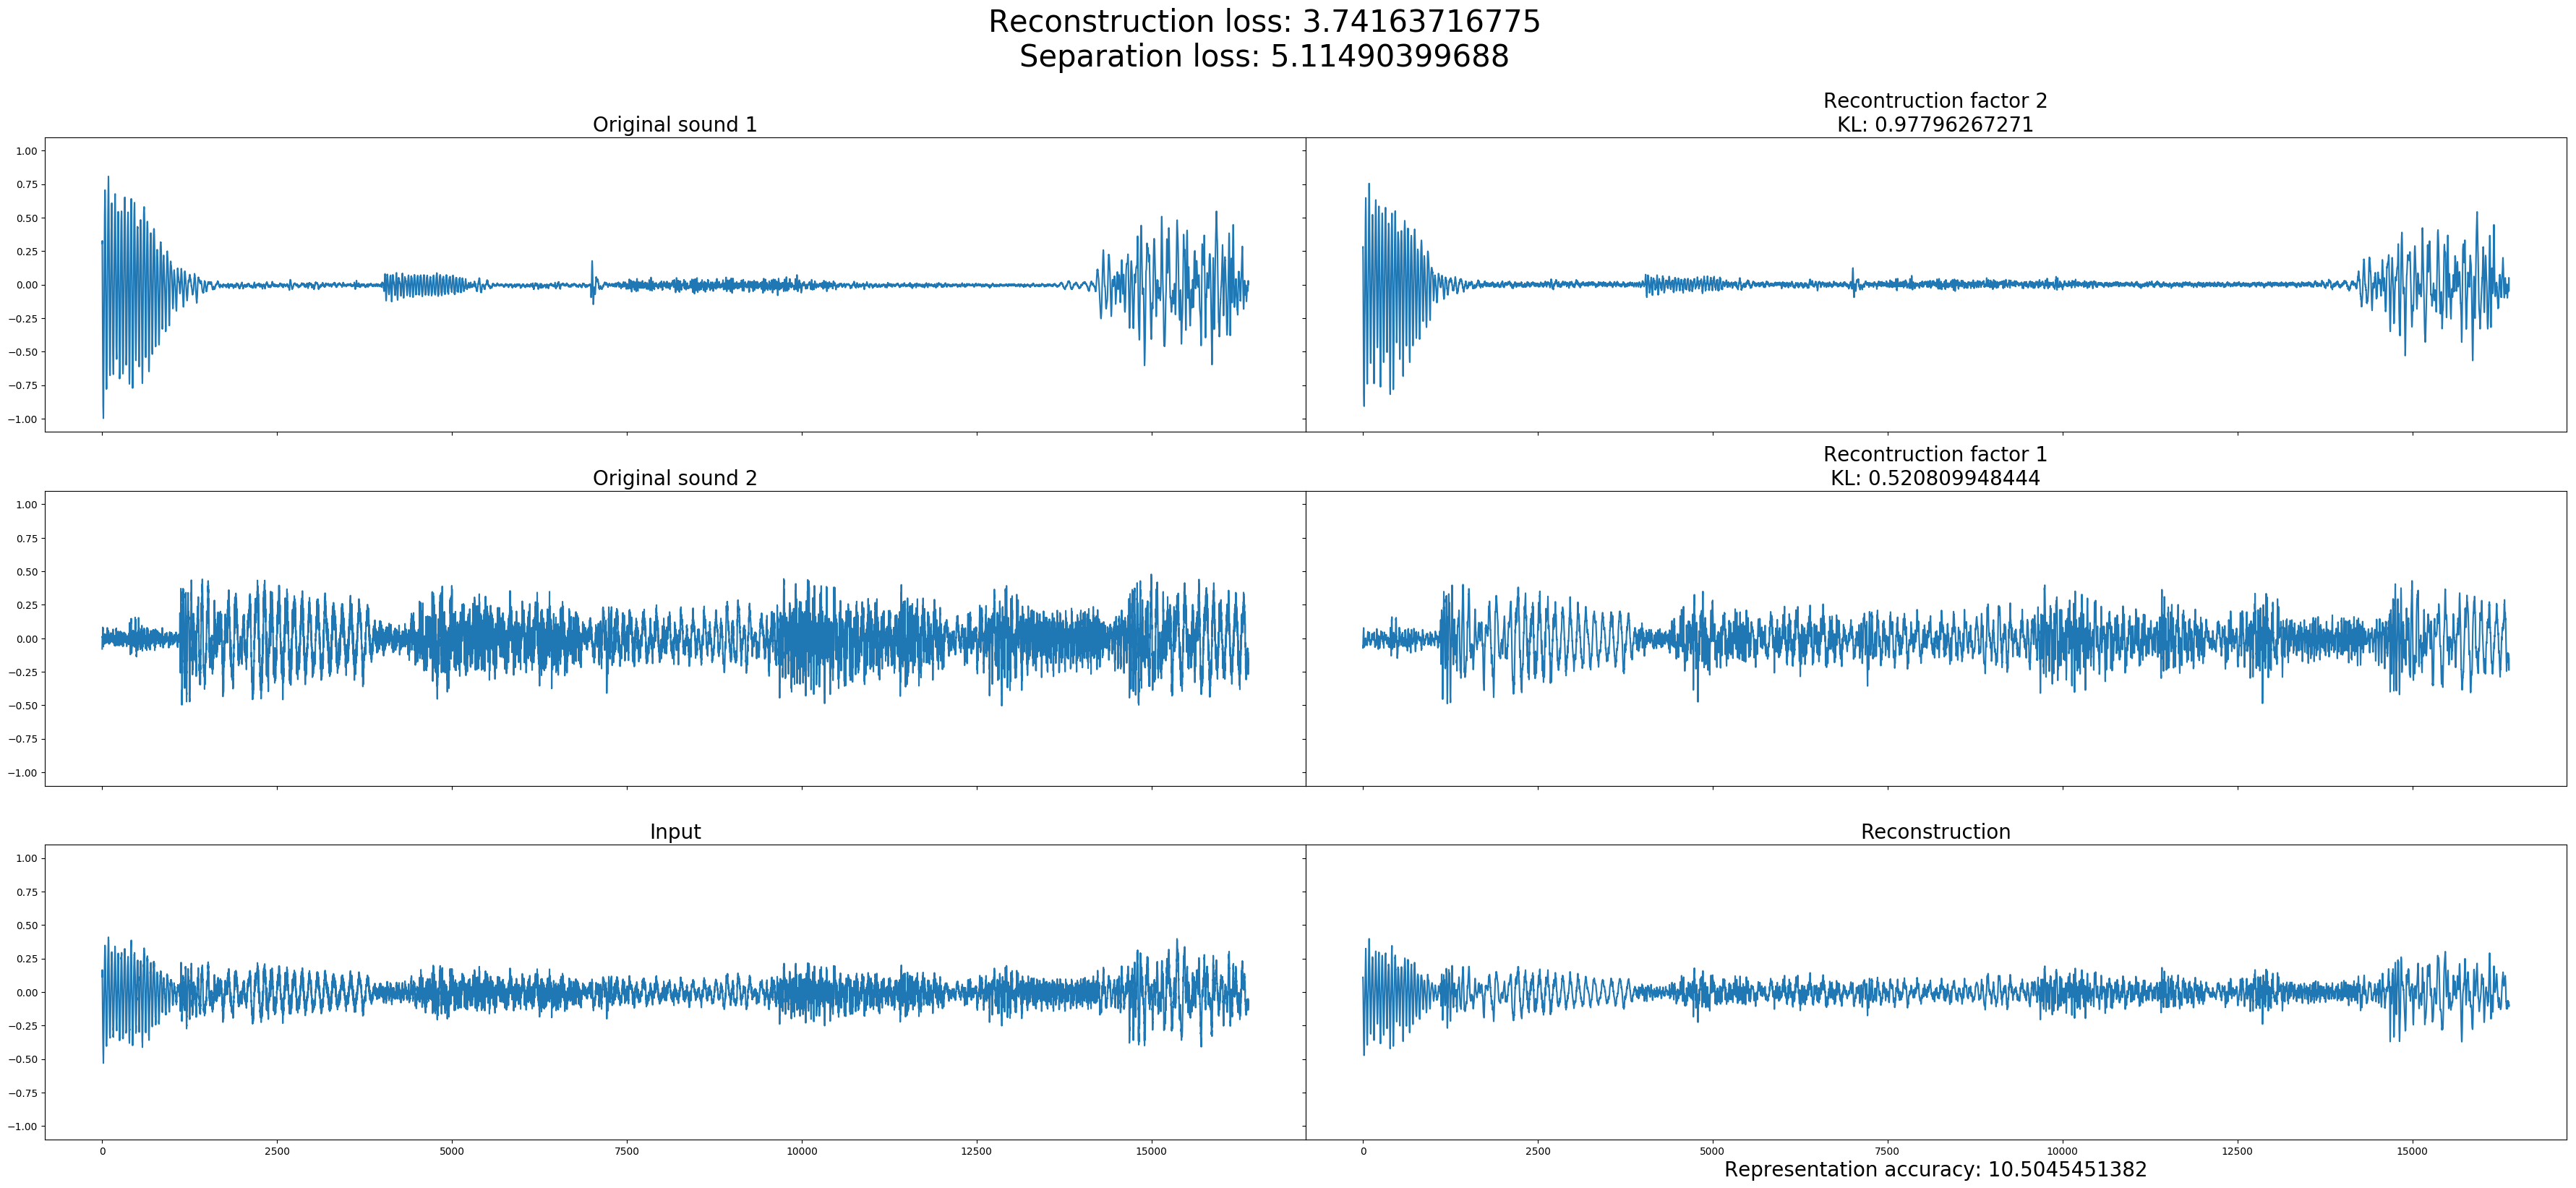 Reconstruction loss: 3.74163716775
Separation loss: 5.11490399688
Original sound 1
Recontruction factor 2
KL: 0.97796267271
1.00
0.75
0.50
0.25
0.00
−0.25
−0.50
−0.75
−1.00
Original sound 2
Recontruction factor 1
KL: 0.520809948444
1.00
0.75
0.50
0.25
0.00
−0.25
−0.50
−0.75
−1.00
Input
Reconstruction
1.00
0.75
0.50
0.25
0.00
−0.25
−0.50
−0.75
−1.00
0 2500 5000 7500 10000 12500 15000
0 2500 5000 7500 10000 12500 15000
Representation accuracy: 10.5045451382